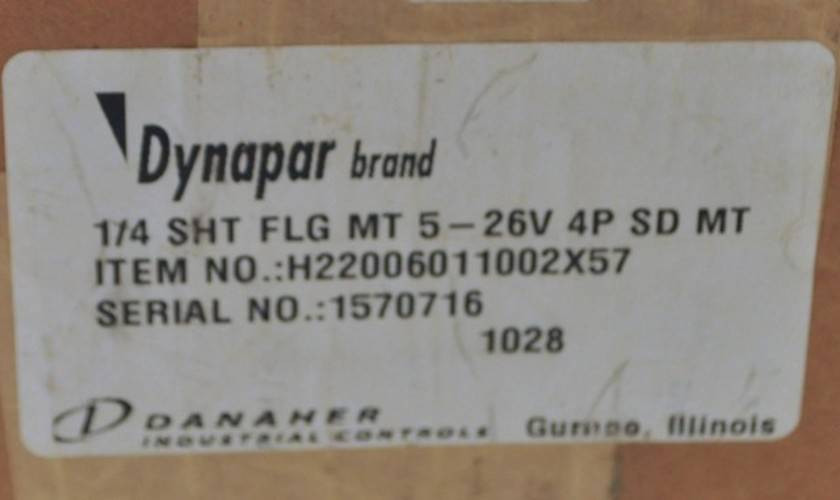 Dynapar brand
1/4 SHT FLG MT 5-26V 4P SD MT
ITEM NO.:H22006011002X57
SERIAL NO.:1570716
1028
DANAHER
INDUSTRIAL CONTROLS
Gurnee, Illinois